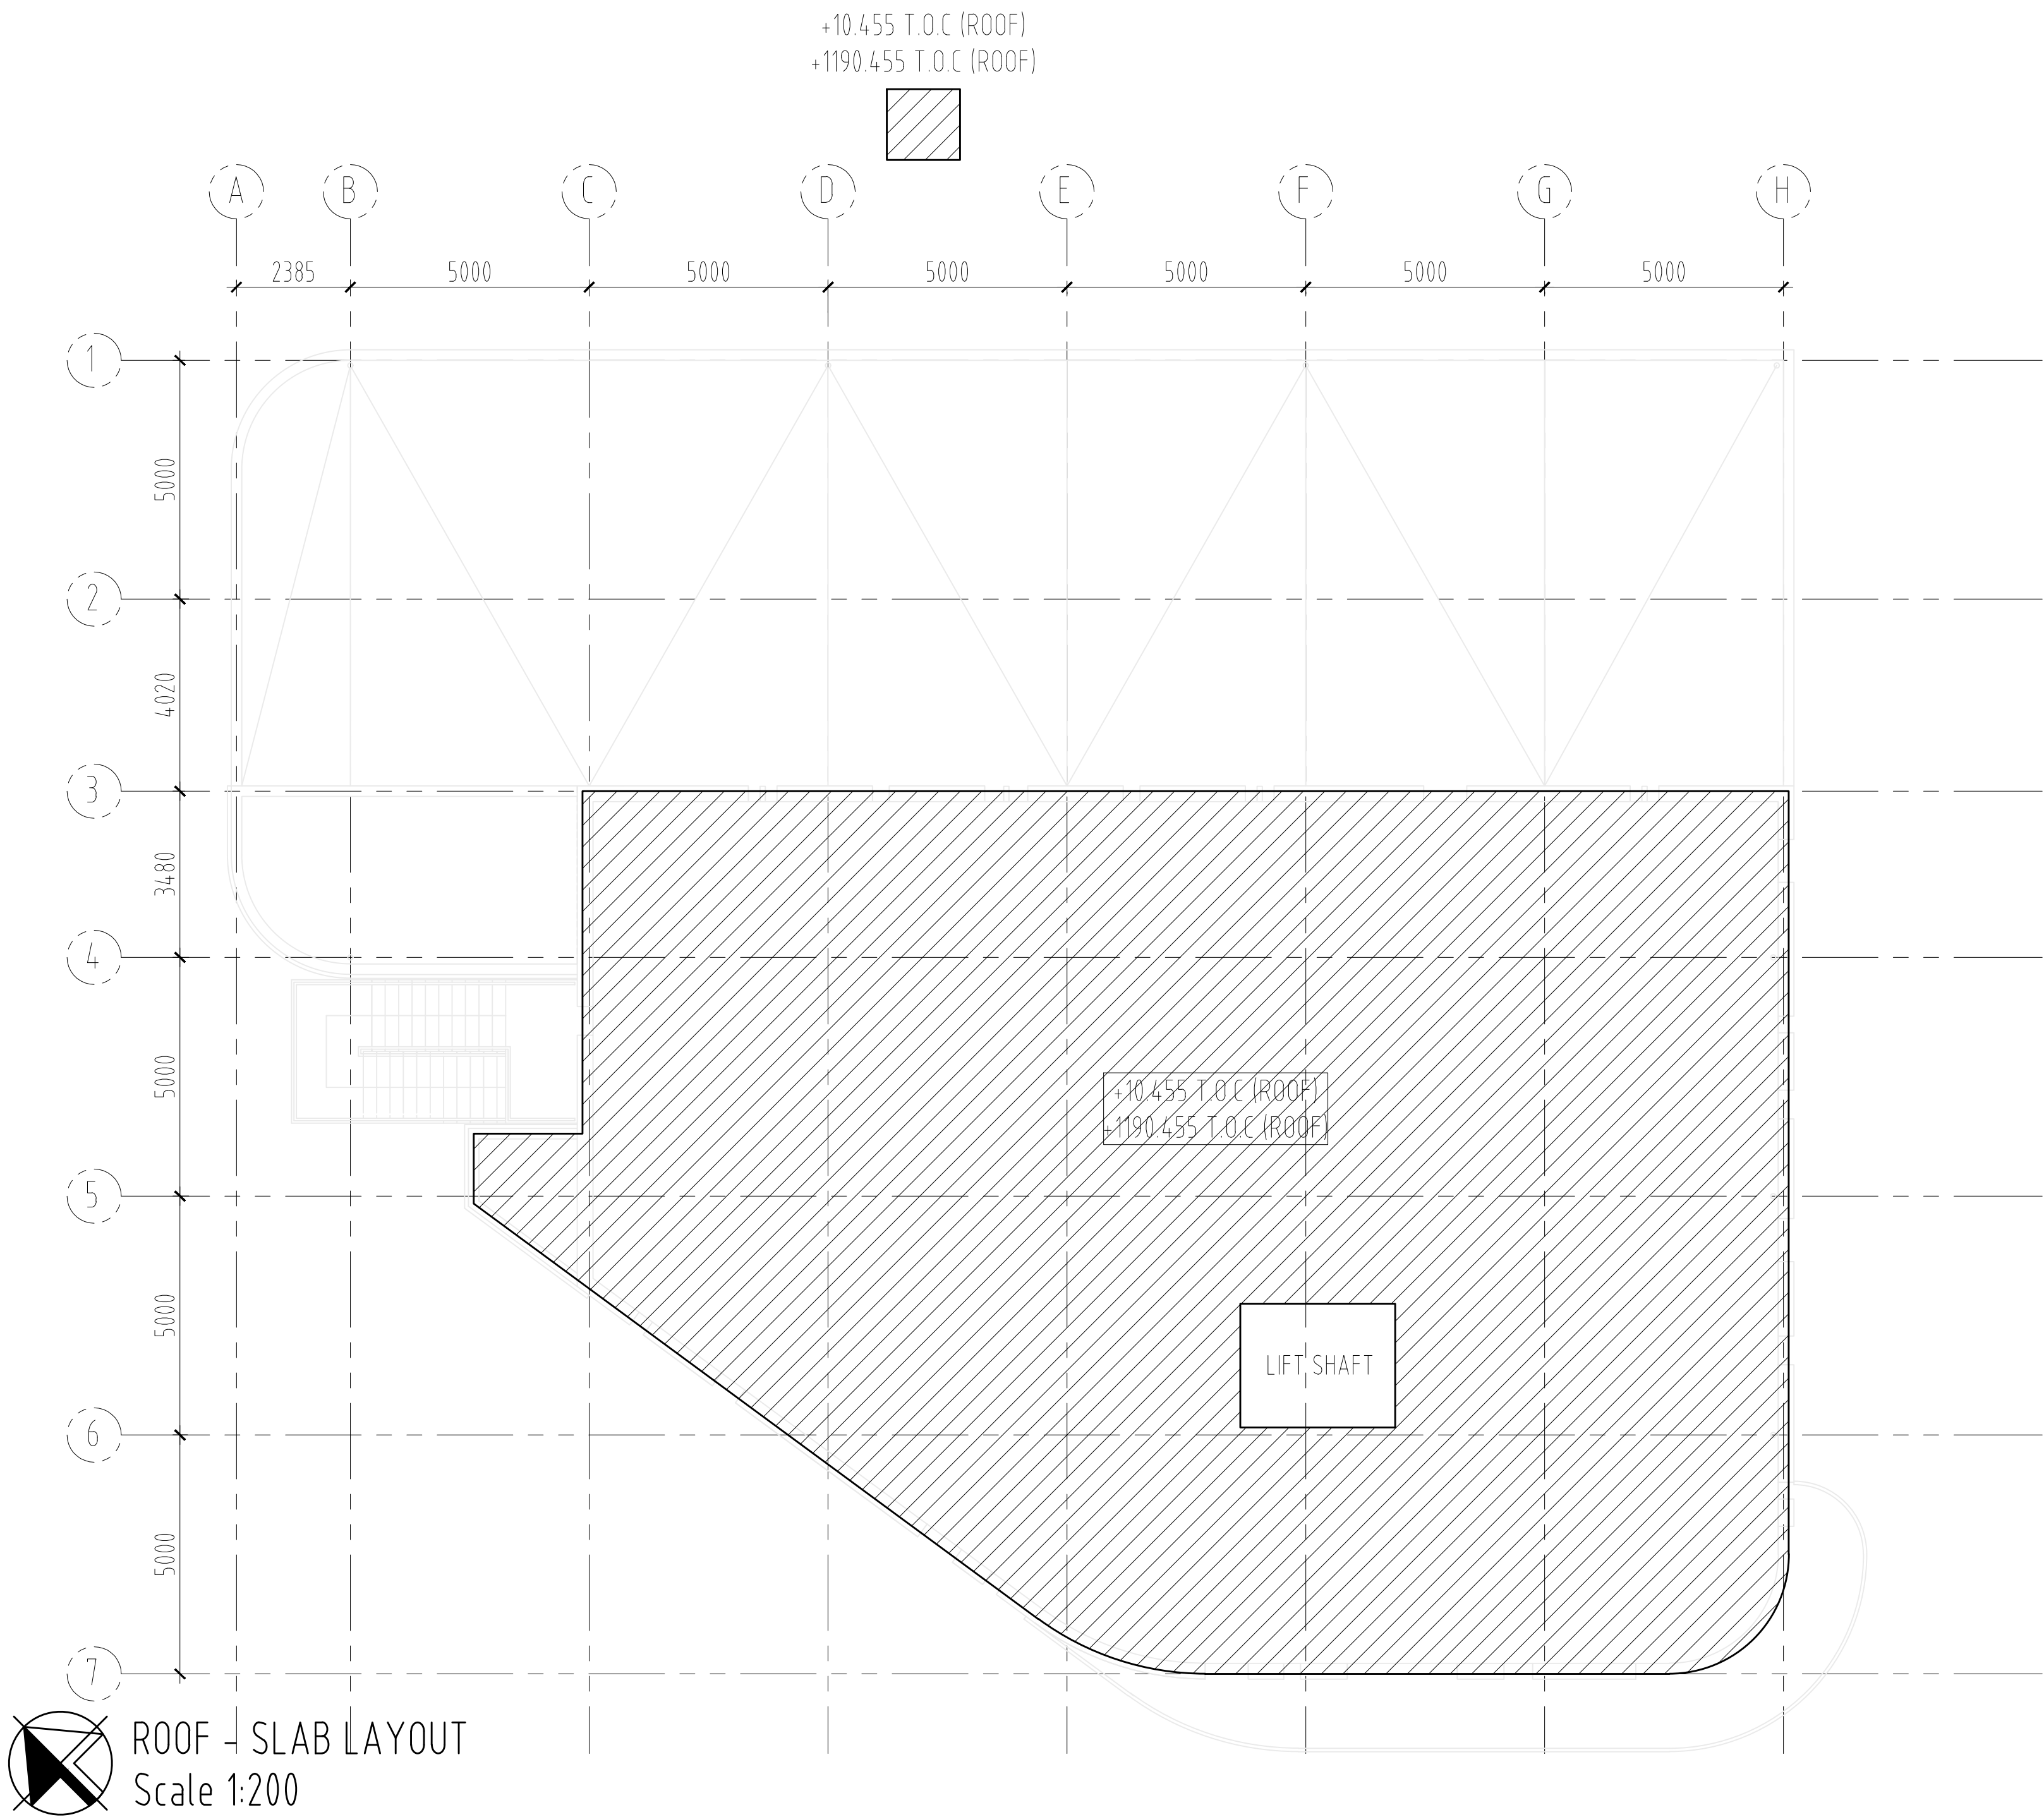 +10.455 T.O.C (ROOF)
+1190.455 T.O.C (ROOF)
A B C D E F G H
2385 5000 5000 5000 5000 5000 5000
1
5000
2
4020
3
3480
4
5000
+10.455 T.O.C (ROOF)
+1190.455 T.O.C (ROOF)
5
5000
LIFT SHAFT
6
5000
7
ROOF - SLAB LAYOUT
Scale 1:200